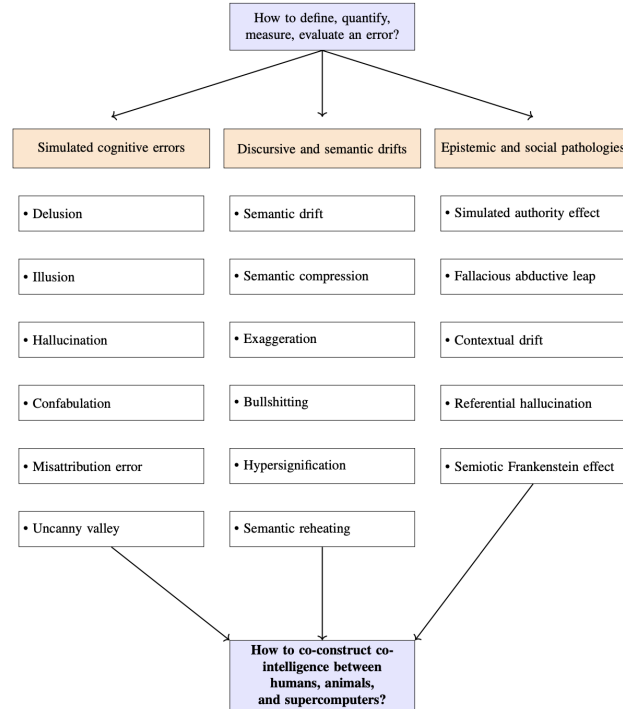 How to define, quantify,
measure, evaluate an error?
Simulated cognitive errors
Discursive and semantic drifts
Epistemic and social pathologies
• Delusion
• Semantic drift
• Simulated authority effect
• Illusion
• Semantic compression
• Fallacious abductive leap
• Hallucination
• Exaggeration
• Contextual drift
• Confabulation
• Bullshitting
• Referential hallucination
• Misattribution error
• Hypersignification
• Semiotic Frankenstein effect
• Uncanny valley
• Semantic reheating
How to co-construct co-
intelligence between
humans, animals,
and supercomputers?